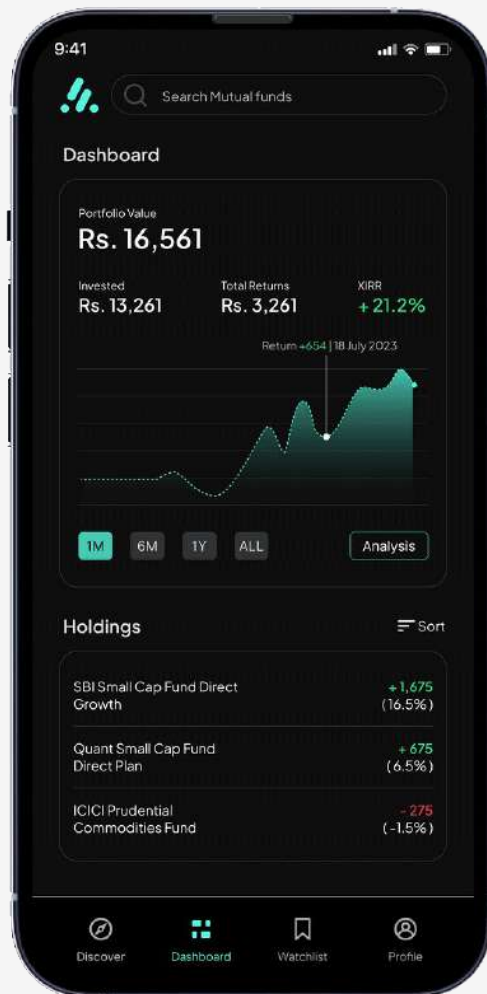 9:41
Search Mutual funds
Dashboard
Portfolio Value
Rs. 16,561
Invested
Total Returns
XIRR
Rs. 13,261
Rs. 3,261
+21.2%
Return +654 | 18 July 2023
1M
6M
1Y
ALL
Analysis
Holdings
Sort
SBI Small Cap Fund Direct
Growth
+1,675
(16.5%)
Quant Small Cap Fund
Direct Plan
+ 675
(6.5%)
ICICI Prudential
Commodities Fund
- 275
(-1.5%)
Discover
Dashboard
Watchlist
Profile